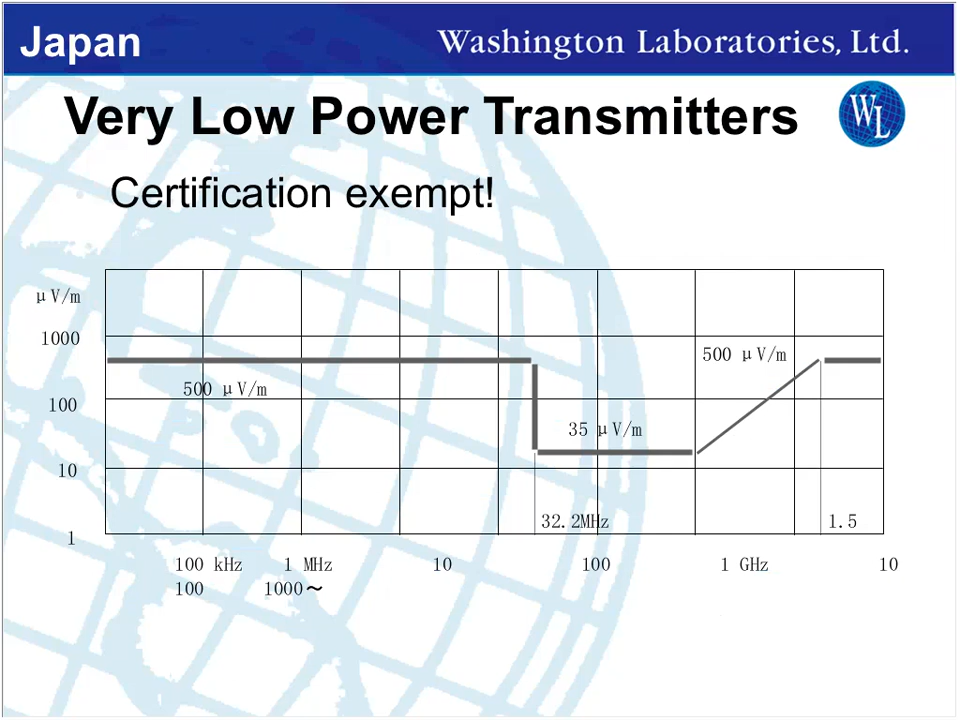 Japan
Washington Laboratories, Ltd.
Very Low Power Transmitters
WL
Certification exempt!
μV/m
1000
100
10
1
500 μV/m
500 μV/m
35 μV/m
32.2MHz
1.5
100 kHz 1 MHz 10 100 1 GHz 10
100 1000～